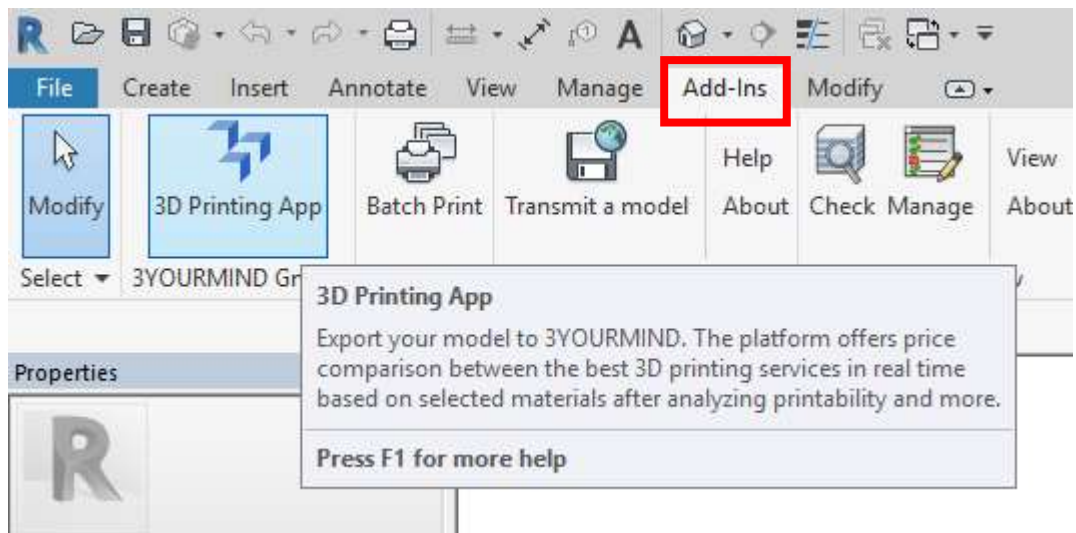 File Create Insert Annotate View Manage Add-Ins Modify
Help View
Modify 3D Printing App Batch Print Transmit a model About Check Manage About
Select 3YOURMIND
3D Printing App
Export your model to 3YOURMIND. The platform offers price
comparison between the best 3D printing services in real time
based on selected materials after analyzing printability and more.
Press F1 for more help
Properties